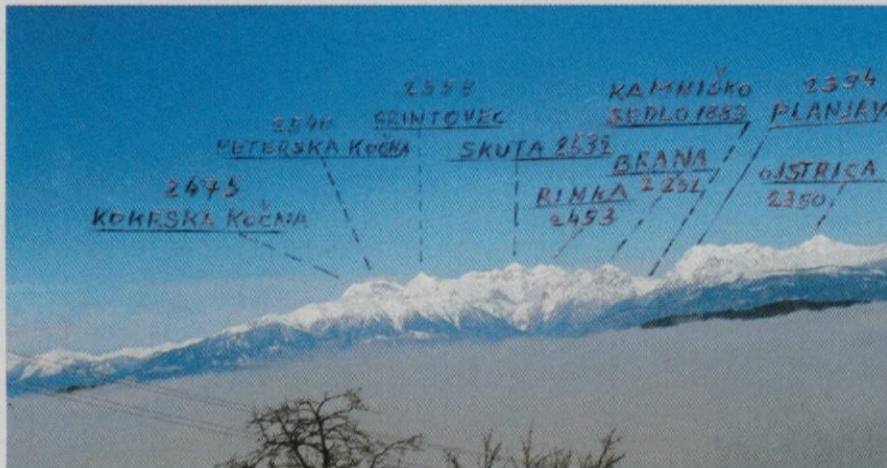 2475
KOKRSKA KOČNA
2540
PETERSKA KOČNA
2558
GRINTOVEC
SKUTA 2532
RINKA
2453
BRANA
2252
KAMNIŠKO
SEDLO 1883
2394
PLANJAV
OJSTRICA
2350